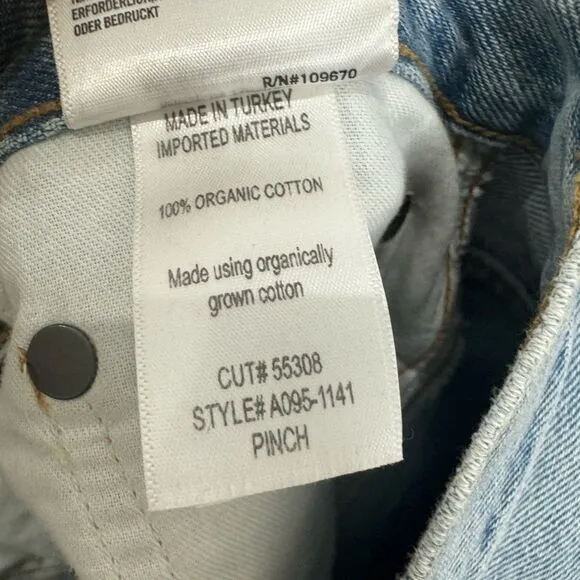 ERFORDERLICH,
ODER BEDRUCKT
R/N#109670
MADE IN TURKEY
IMPORTED MATERIALS
100% ORGANIC COTTON
Made using organically
grown cotton
CUT# 55308
STYLE# A095-1141
PINCH